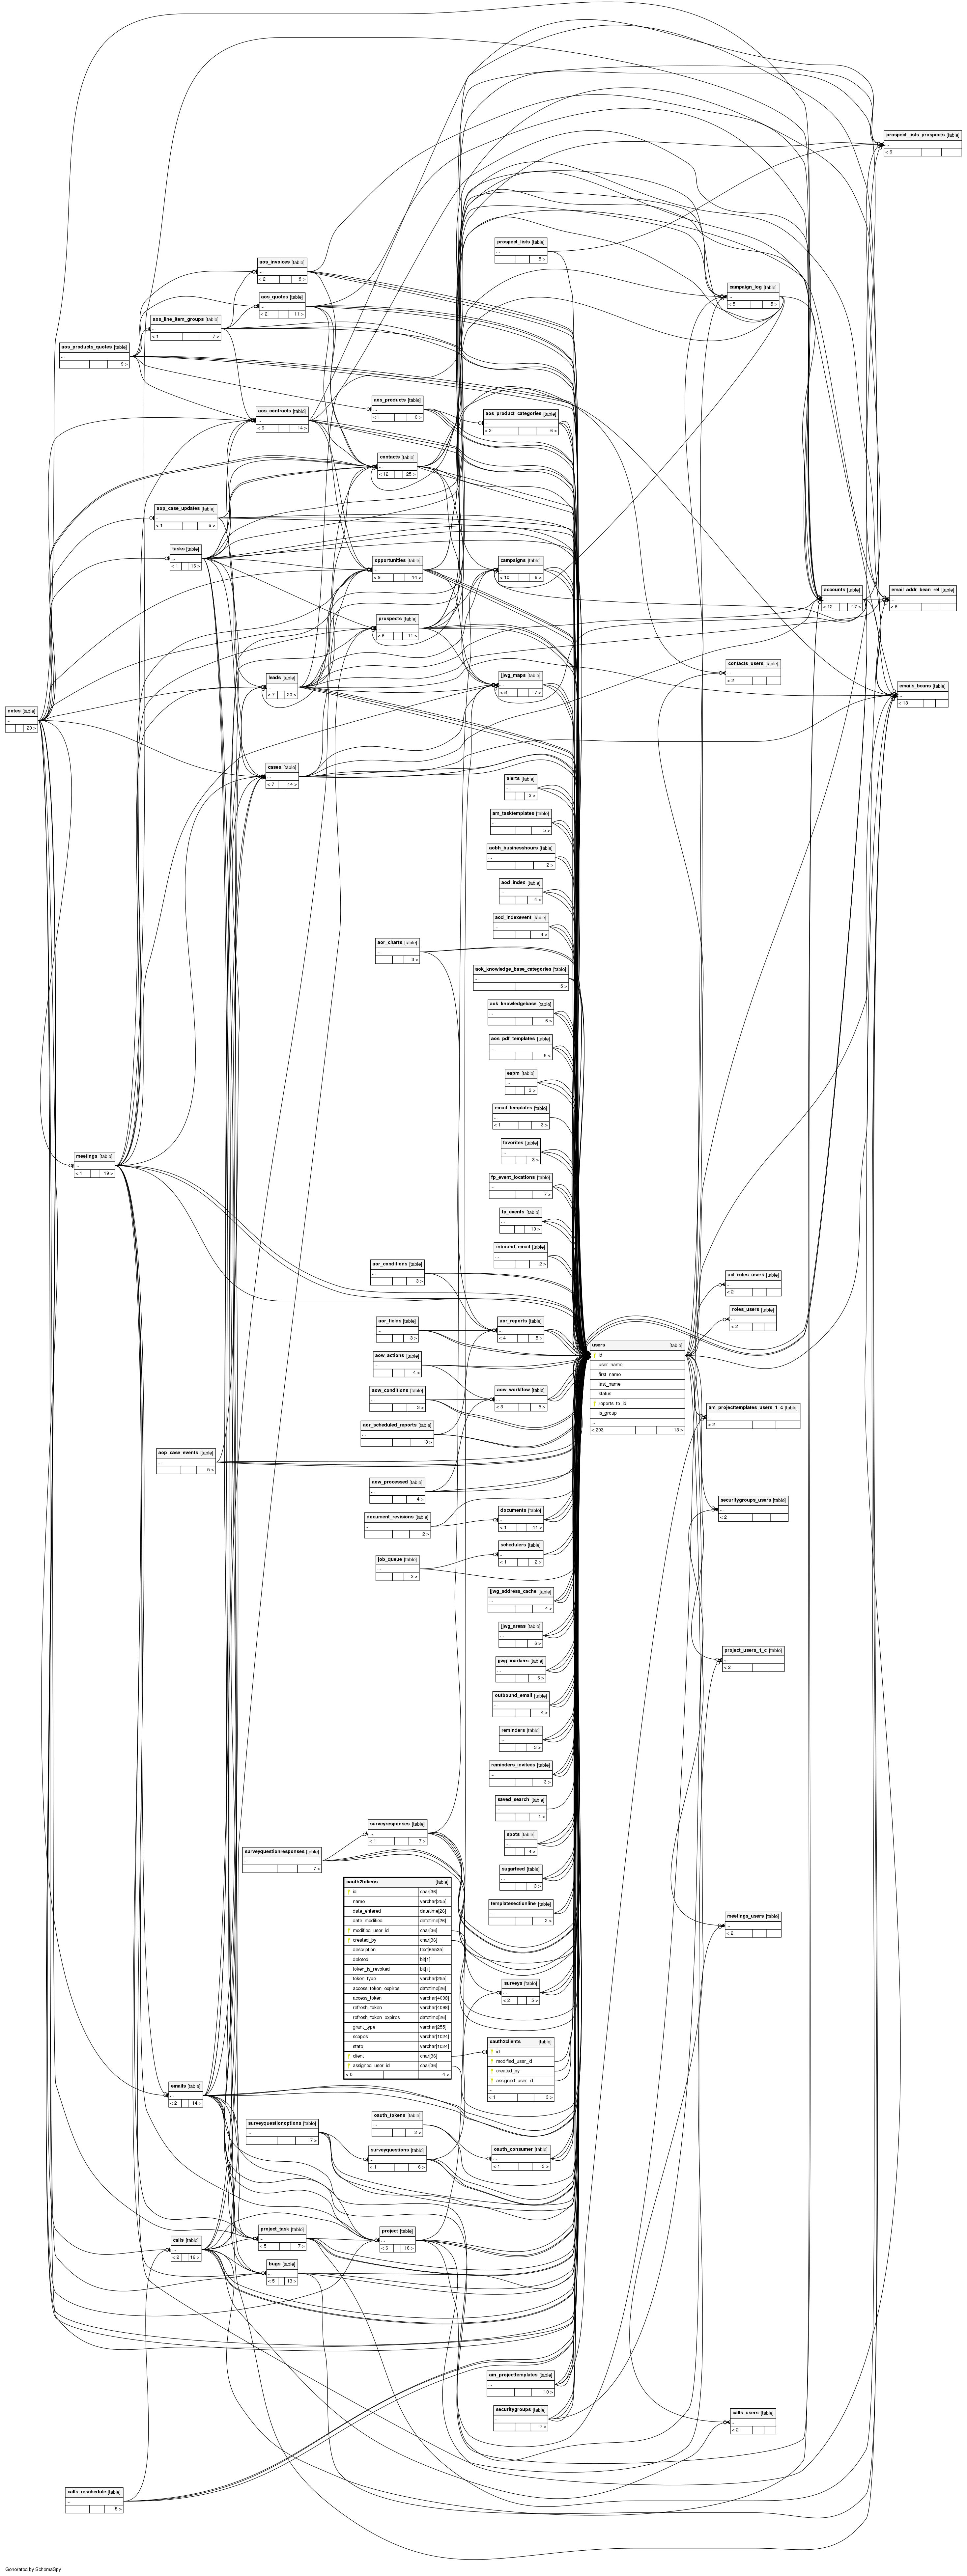 prospect_lists_prospects [table]
...
< 6
prospect_lists [table]
...
5 >
aos_invoices [table]
...
< 2 8 >
campaign_log [table]
...
< 5 5 >
aos_quotes [table]
...
< 2 11 >
aos_line_item_groups [table]
...
< 1 7 >
aos_products_quotes [table]
...
9 >
aos_products [table]
...
< 1 6 >
aos_contracts [table]
...
< 6 14 >
aos_product_categories [table]
...
< 2 6 >
contacts [table]
...
< 12 25 >
aop_case_updates [table]
...
< 1 6 >
tasks [table]
...
< 1 16 >
opportunities [table]
...
< 8 14 >
campaigns [table]
...
< 10 6 >
accounts [table]
...
< 12 17 >
email_addr_bean_rel [table]
...
< 6
prospects [table]
...
< 6 11 >
contacts_users [table]
...
< 2
leads [table]
...
< 7 20 >
jjwg_maps [table]
...
< 8 7 >
emails_beans [table]
...
< 13
notes [table]
...
20 >
cases [table]
...
< 7 14 >
alerts [table]
...
3 >
am_tasktemplates [table]
...
5 >
aobh_businesshours [table]
...
2 >
aod_index [table]
...
4 >
aod_indexevent [table]
...
4 >
aor_charts [table]
...
3 >
aok_knowledge_base_categories [table]
...
5 >
aok_knowledgebase [table]
...
6 >
aos_pdf_templates [table]
...
5 >
eapm [table]
...
3 >
email_templates [table]
...
< 1 3 >
favorites [table]
...
3 >
meetings [table]
...
< 1 19 >
fp_event_locations [table]
...
7 >
fp_events [table]
...
10 >
inbound_email [table]
...
2 >
aor_conditions [table]
...
3 >
acl_roles_users [table]
...
< 2
roles_users [table]
...
< 2
aor_fields [table]
...
3 >
aor_reports [table]
...
< 4 5 >
users [table]
id
user_name
first_name
last_name
status
reports_to_id
is_group
...
< 203 13 >
aow_actions [table]
...
4 >
aow_conditions [table]
...
3 >
aow_workflow [table]
...
< 3 5 >
am_projecttemplates_users_1_c [table]
...
< 2
aor_scheduled_reports [table]
...
3 >
aop_case_events [table]
...
5 >
aow_processed [table]
...
4 >
securitygroups_users [table]
...
< 2
document_revisions [table]
...
2 >
documents [table]
...
< 1 11 >
job_queue [table]
...
2 >
schedulers [table]
...
< 1 2 >
jjwg_address_cache [table]
...
4 >
jjwg_areas [table]
...
6 >
project_users_1_c [table]
...
< 2
jjwg_markers [table]
...
6 >
outbound_email [table]
...
4 >
reminders [table]
...
3 >
reminders_invitees [table]
...
3 >
saved_search [table]
...
1 >
surveyresponses [table]
...
< 1 7 >
spots [table]
...
4 >
surveyquestionresponses [table]
...
7 >
sugarfeed [table]
...
3 >
oauth2tokens [table]
id char[36]
name varchar[255]
date_entered datetime[26]
date_modified datetime[26]
modified_user_id char[36]
created_by char[36]
description text[65535]
deleted bit[1]
token_is_revoked bit[1]
token_type varchar[255]
access_token_expires datetime[26]
access_token varchar[4098]
refresh_token varchar[4098]
refresh_token_expires datetime[26]
grant_type varchar[255]
scopes varchar[1024]
state varchar[1024]
client char[36]
assigned_user_id char[36]
< 0 4 >
templatesectionline [table]
...
2 >
meetings_users [table]
...
< 2
surveys [table]
...
< 2 5 >
oauth2clients [table]
id
modified_user_id
created_by
assigned_user_id
...
< 1 3 >
emails [table]
...
< 2 14 >
surveyquestionoptions [table]
...
7 >
oauth_tokens [table]
...
2 >
surveyquestions [table]
...
< 1 6 >
oauth_consumer [table]
...
< 1 3 >
calls [table]
...
< 2 16 >
project_task [table]
...
< 5 7 >
project [table]
...
< 6 16 >
bugs [table]
...
< 5 13 >
am_projecttemplates [table]
...
10 >
securitygroups [table]
...
7 >
calls_users [table]
...
< 2
calls_reschedule [table]
...
5 >
Generated by SchemaSpy